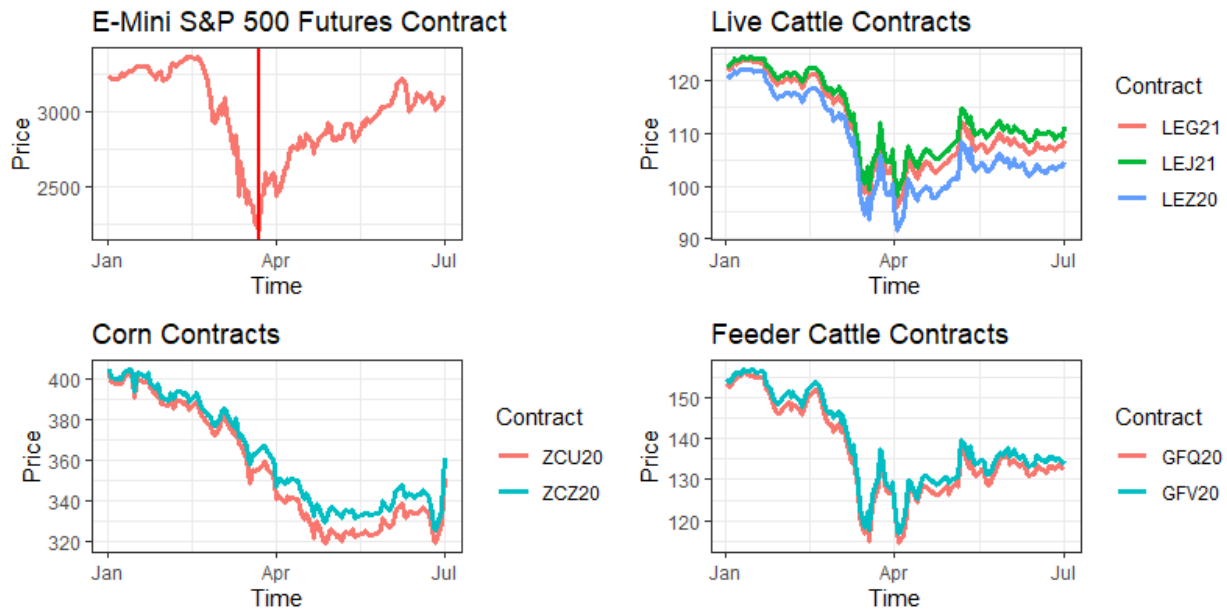 E-Mini S&P 500 Futures Contract
3000
2500
Price
Jan
Apr
Jul
Time
Live Cattle Contracts
120
110
100
90
Price
Jan
Apr
Jul
Time
Contract
LEG21
LEJ21
LEZ20
Corn Contracts
400
380
360
340
320
Price
Jan
Apr
Jul
Time
Contract
ZCU20
ZCZ20
Feeder Cattle Contracts
150
140
130
120
Price
Jan
Apr
Jul
Time
Contract
GFQ20
GFV20